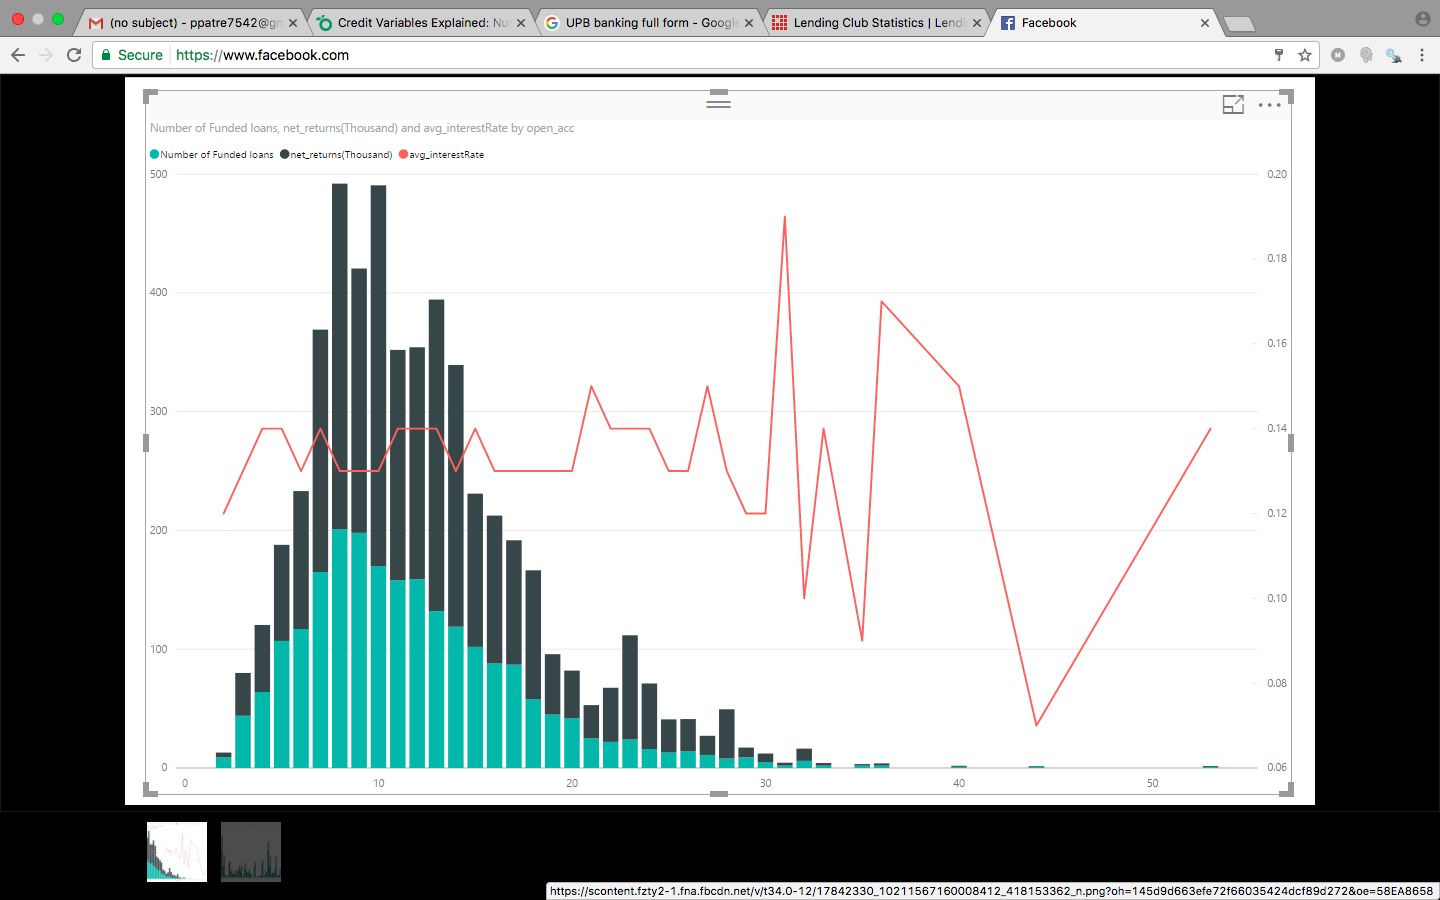 (no subject) - ppatre7542@gm
Credit Variables Explained: Nu
UPB banking full form - Google
Lending Club Statistics | Lendi
Facebook
Secure
https://www.facebook.com
M
Number of Funded loans, net_returns(Thousand) and avg_interestRate by open_acc
Number of Funded loans net_returns(Thousand) avg_interestRate
500 0.20
0.18
400
0.16
300
0.14
200
0.12
0.10
100
0.08
0 0.06
0 10 20 30 40 50
https://scontent.fzty2-1.fna.fbcdn.net/v/t34.0-12/17842330_10211567160008412_418153362_n.png?oh=145d9d663efe72f66035424dcf89d272&oe=58EA8658